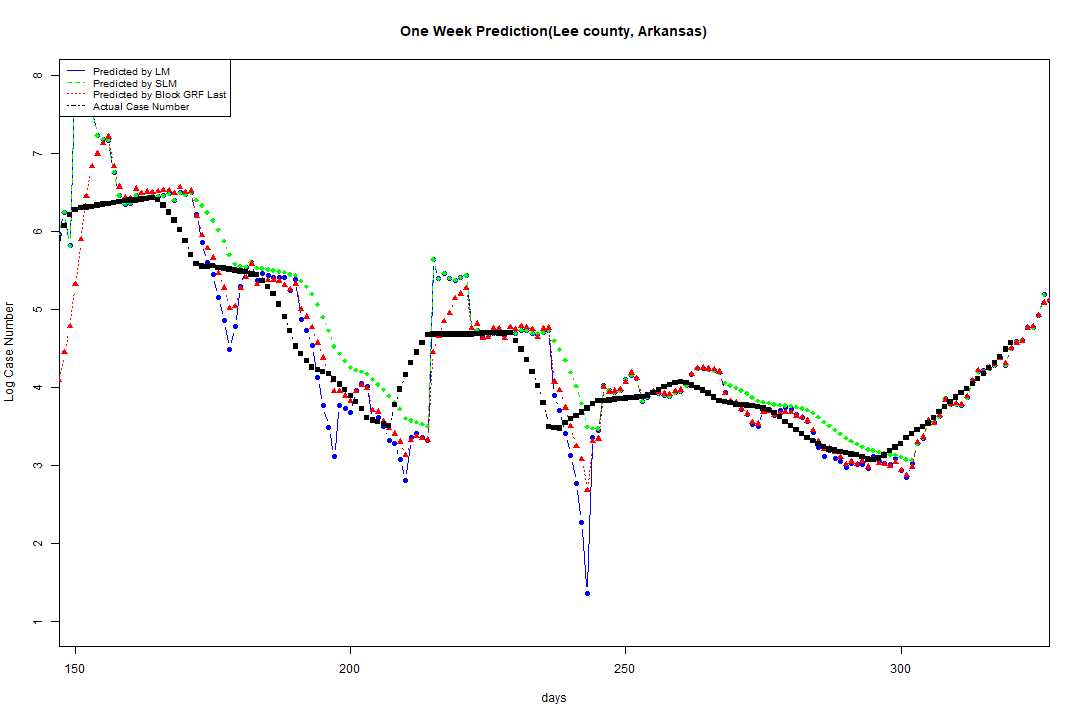 One Week Prediction(Lee county, Arkansas)
Predicted by LM
Predicted by SLM
Predicted by Block GRF Last
Actual Case Number
8
7
6
5
4
3
2
1
Log Case Number
150 200 250 300
days